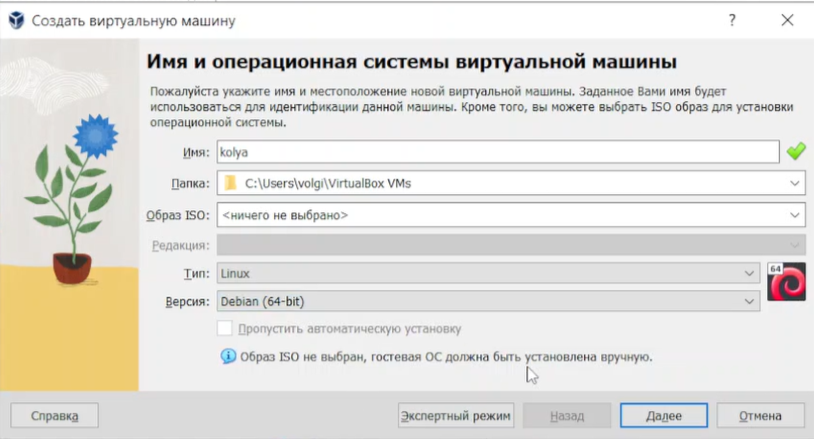 Создать виртуальную машину
?
Имя и операционная системы виртуальной машины
Пожалуйста укажите имя и местоположение новой виртуальной машины. Заданное Вами имя будет
использоваться для идентификации данной машины. Кроме того, вы можете выбрать ISO образ для установки
операционной системы.
Имя: kolya
Папка: C:\Users\volgi\VirtualBox VMs
Образ ISO: <ничего не выбрано>
Редакция:
Тип: Linux
64
Версия: Debian (64-bit)
Пропустить автоматическую установку
Образ ISO не выбран, гостевая ОС должна быть установлена вручную.
Справка Экспертный режим Назад Далее Отмена